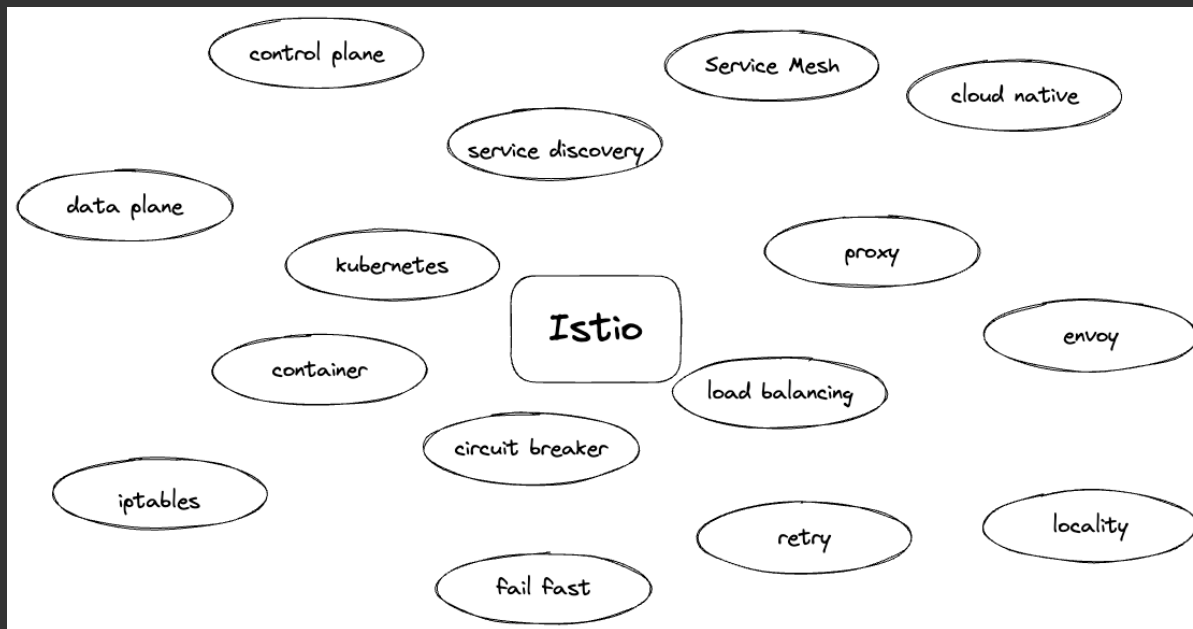 control plane
Service Mesh
cloud native
service discovery
data plane
kubernetes
proxy
Istio
envoy
container
load balancing
circuit breaker
iptables
retry
locality
fail fast